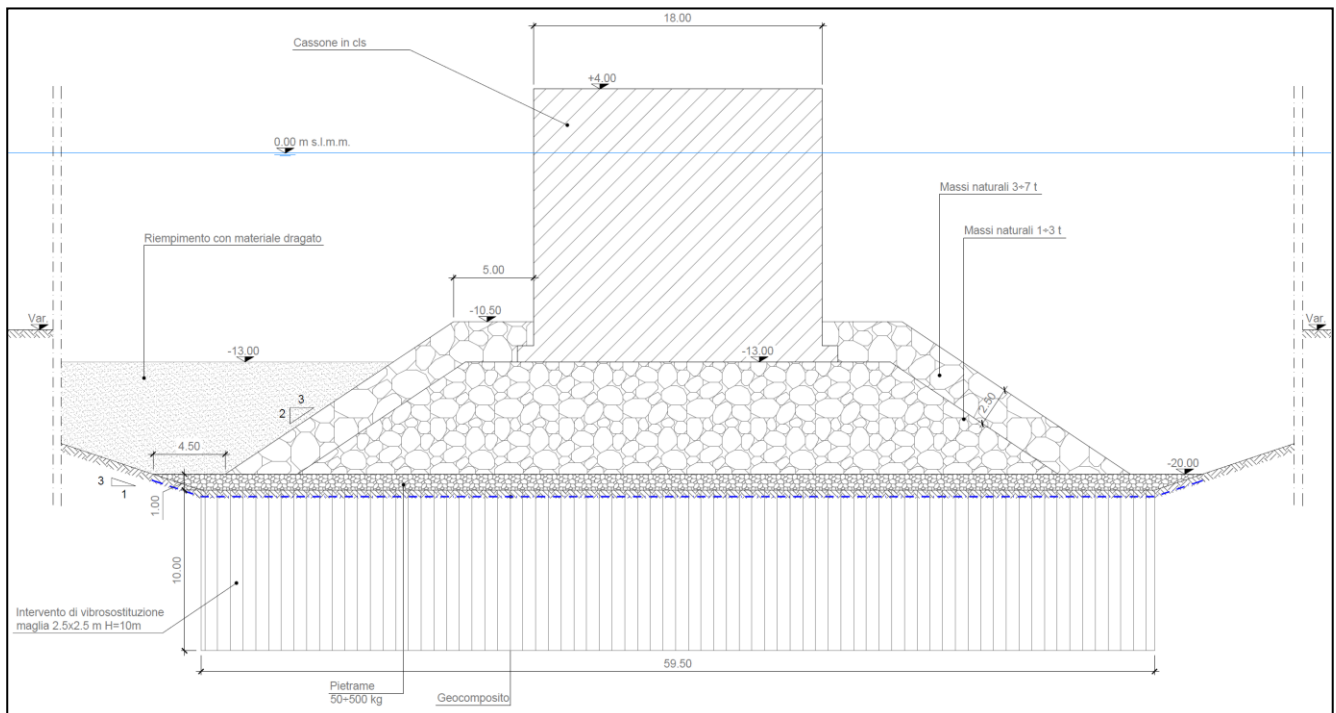 18.00
Cassone in cls
+4.00
0.00 m s.l.m.m.
Massi naturali 3÷7 t
Massi naturali 1÷3 t
Riempimento con materiale dragato
5.00
-10.50
Var.
Var.
-13.00
-13.00
2.50
3
2
4.50
-20.00
3
1
1.00
10.00
Intervento di vibrosostituzione
maglia 2.5x2.5 m H=10m
59.50
Pietrame
50÷500 kg
Geocomposito